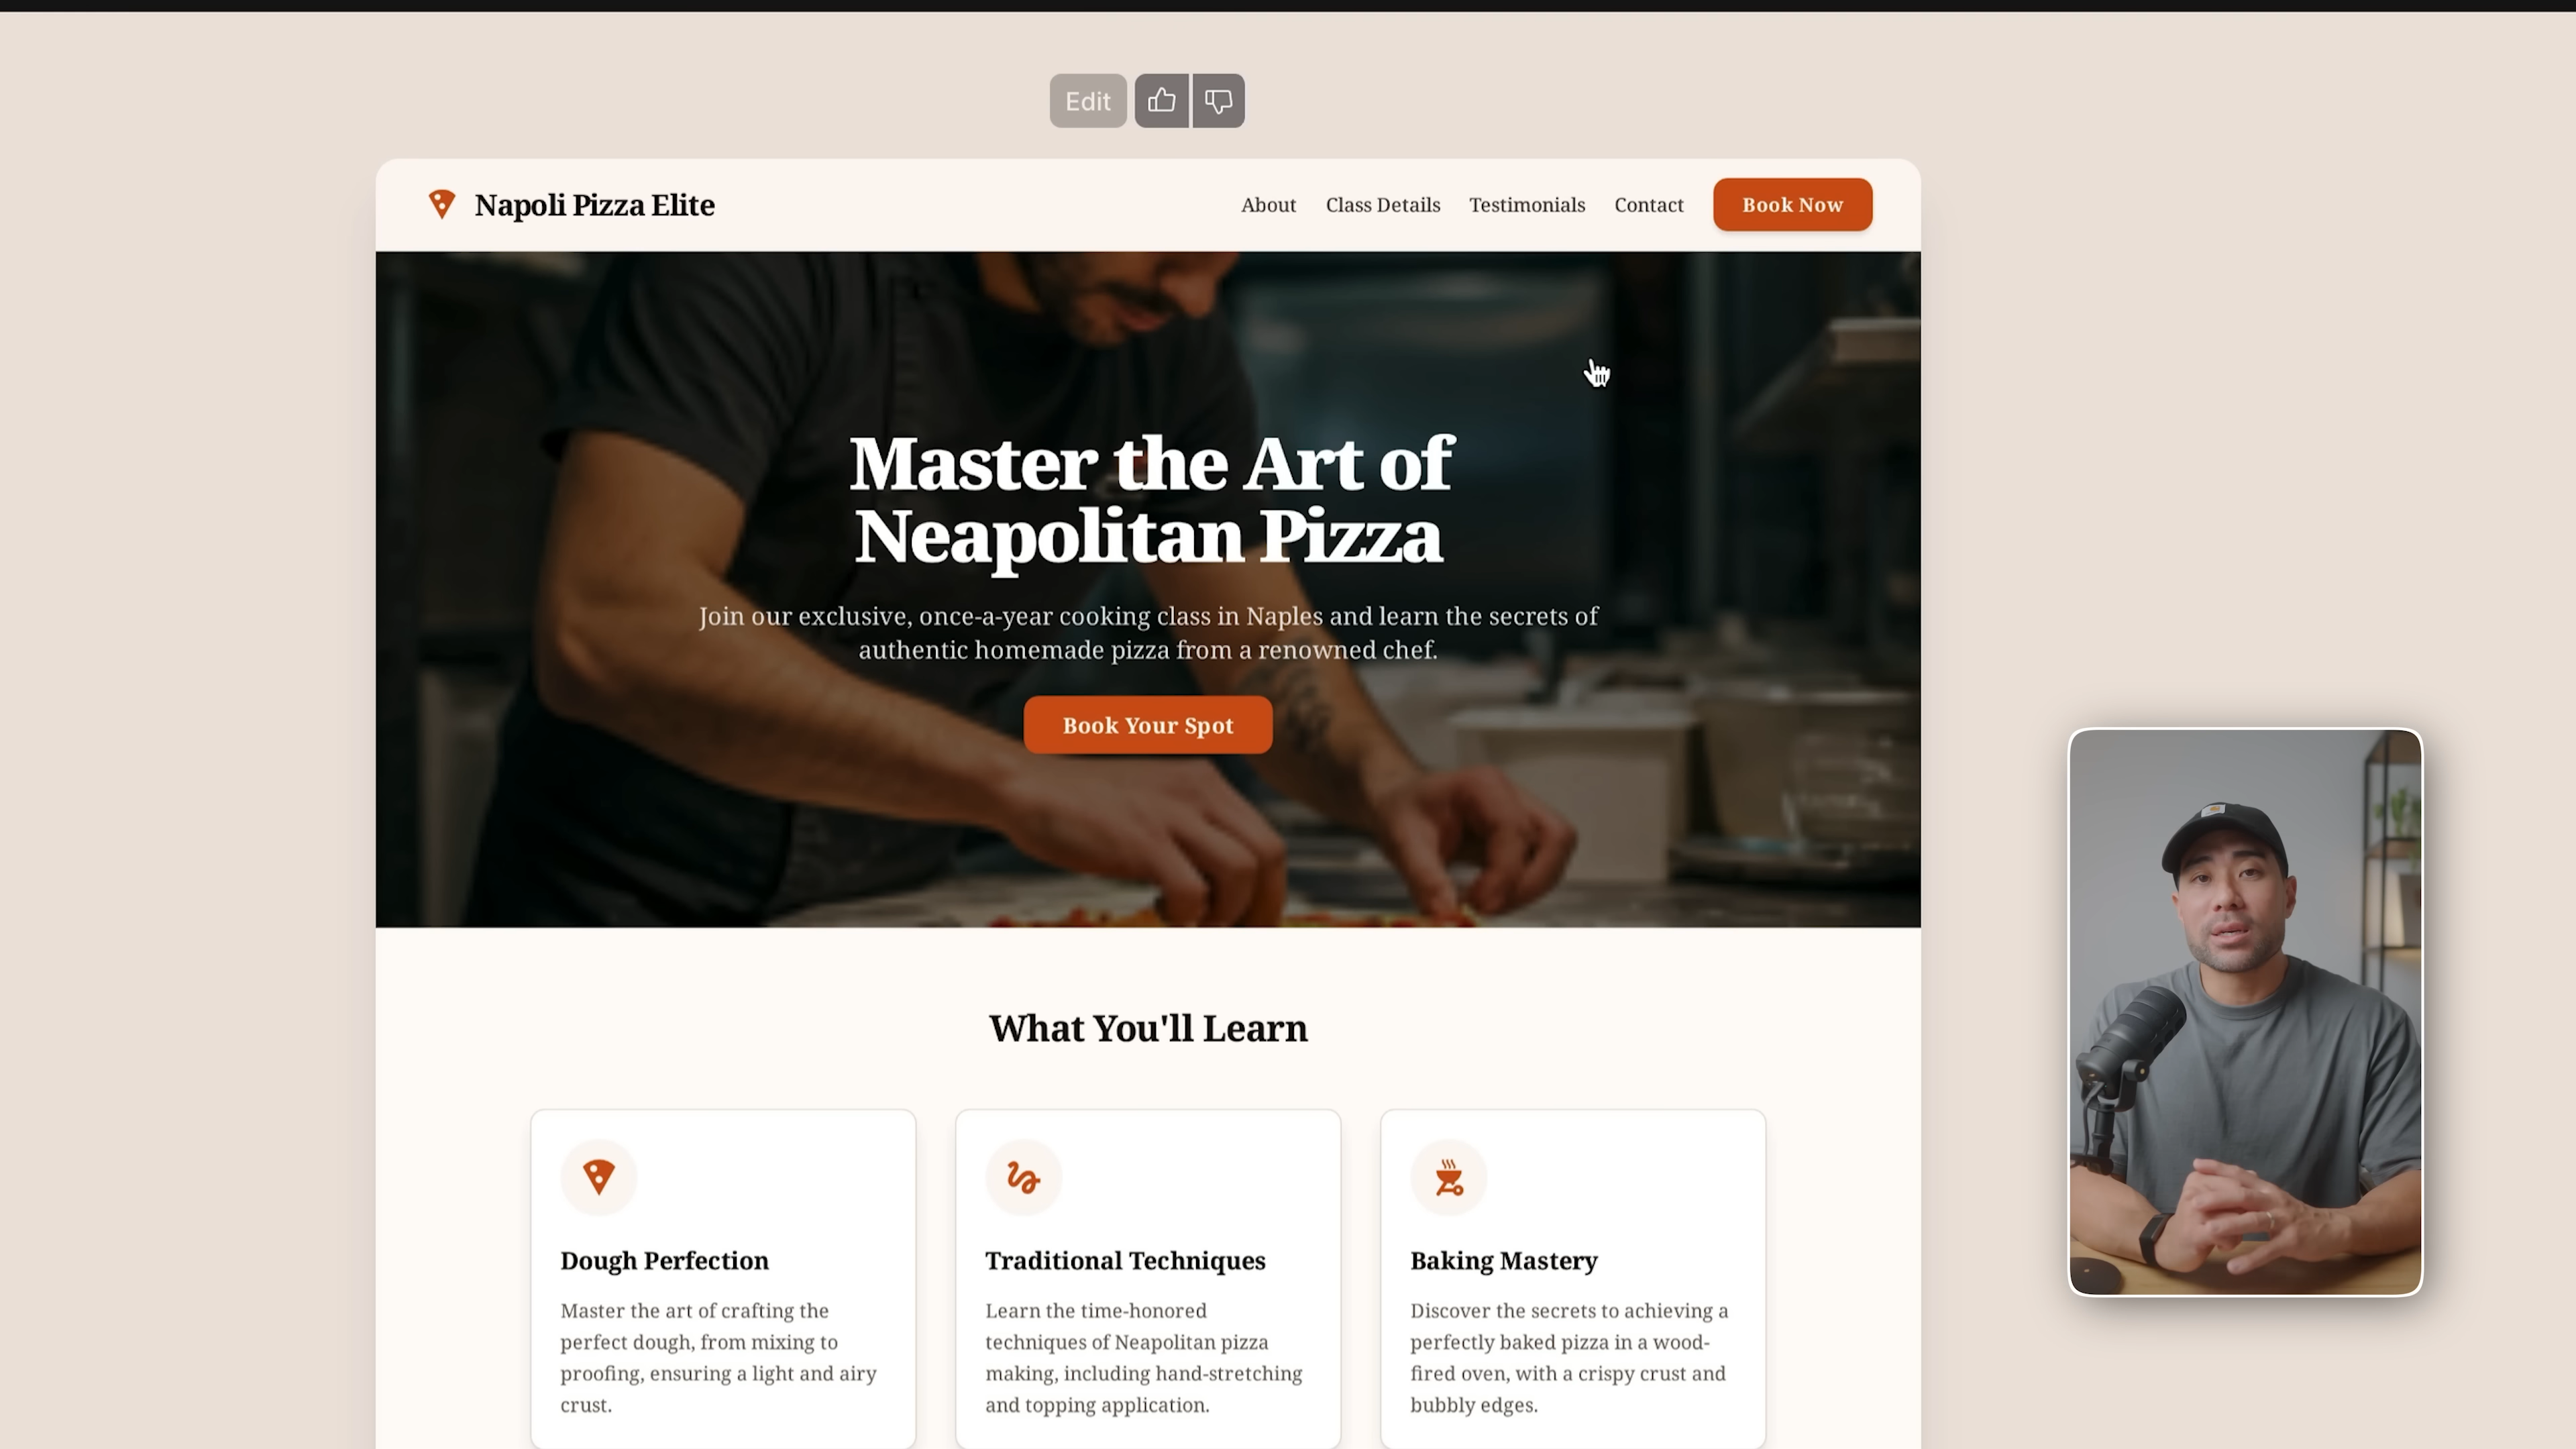 Edit
Napoli Pizza Elite
About
Class Details
Testimonials
Contact
Book Now
Master the Art of
Neapolitan Pizza
Join our exclusive, once-a-year cooking class in Naples and learn the secrets of
authentic homemade pizza from a renowned chef.
Book Your Spot
What You'll Learn
Dough Perfection
Master the art of crafting the
perfect dough, from mixing to
proofing, ensuring a light and airy
crust.
Traditional Techniques
Learn the time-honored
techniques of Neapolitan pizza
making, including hand-stretching
and topping application.
Baking Mastery
Discover the secrets to achieving a
perfectly baked pizza in a wood-
fired oven, with a crispy crust and
bubbly edges.